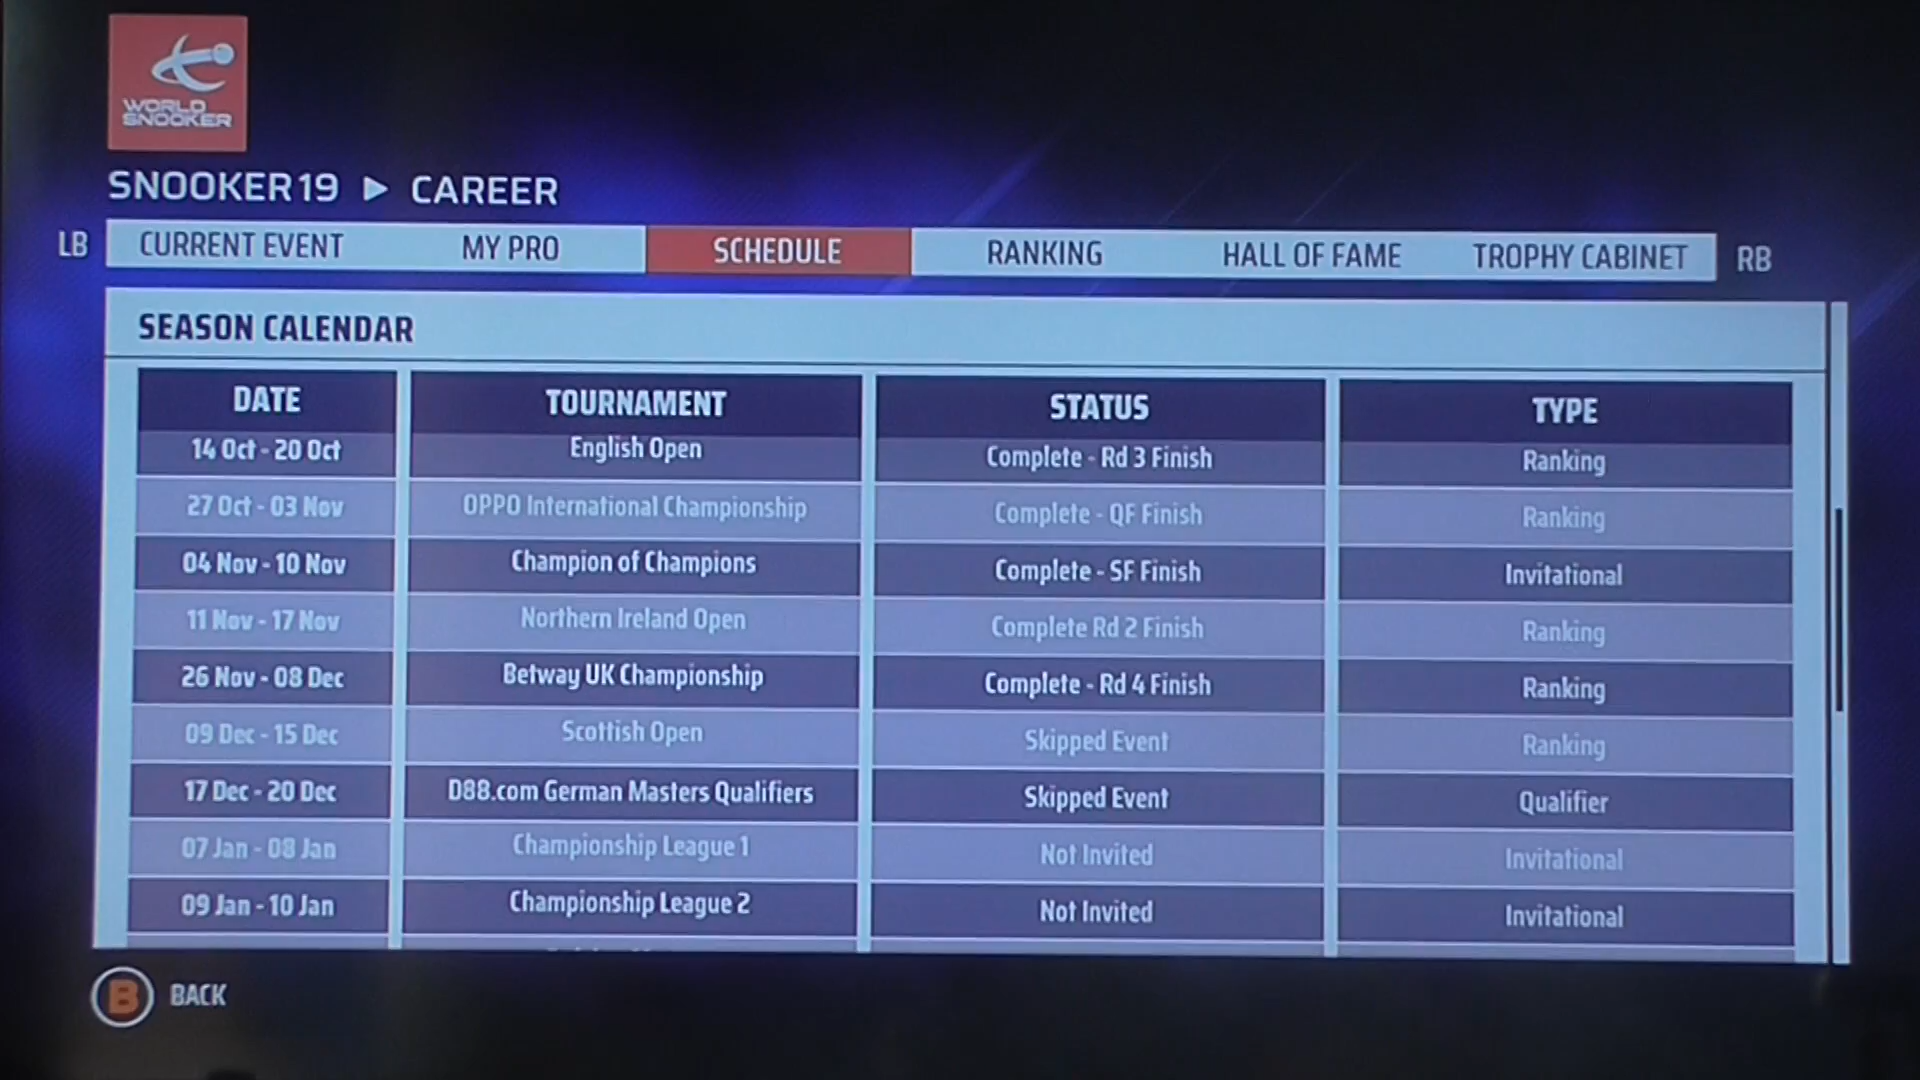 WORLD
SNOOKER
SNOOKER 19 ▶ CAREER
LB CURRENT EVENT MY PRO SCHEDULE RANKING HALL OF FAME TROPHY CABINET RB
SEASON CALENDAR
DATE TOURNAMENT STATUS TYPE
14 Oct - 20 Oct English Open Complete - Rd 3 Finish Ranking
27 Oct - 03 Nov OPPO International Championship Complete - QF Finish Ranking
04 Nov - 10 Nov Champion of Champions Complete - SF Finish Invitational
11 Nov - 17 Nov Northern Ireland Open Complete Rd 2 Finish Ranking
26 Nov - 08 Dec Betway UK Championship Complete - Rd 4 Finish Ranking
09 Dec - 15 Dec Scottish Open Skipped Event Ranking
17 Dec - 20 Dec D88.com German Masters Qualifiers Skipped Event Qualifier
07 Jan - 08 Jan Championship League 1 Not Invited Invitational
09 Jan - 10 Jan Championship League 2 Not Invited Invitational
B BACK